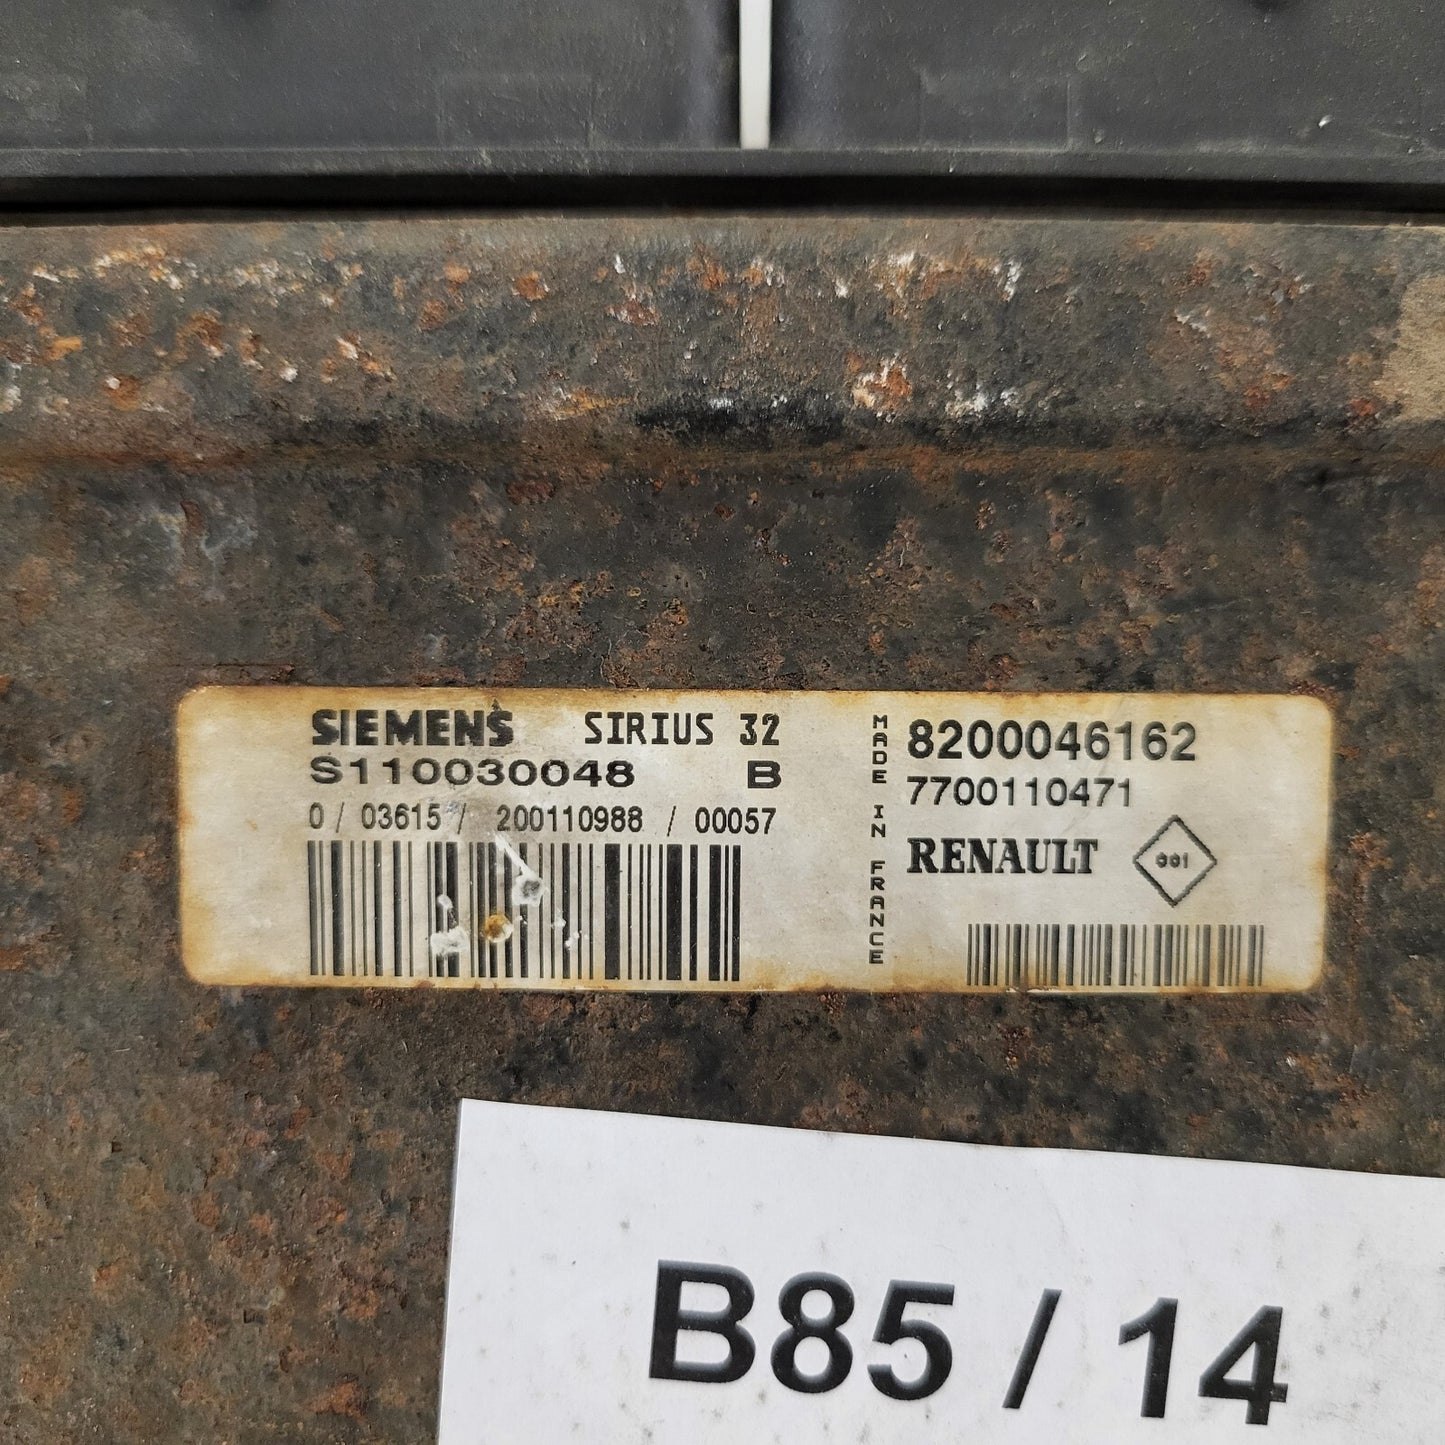 SIEMENS SIRIUS 32
S110030048 B
0 / 03615 / 200110988 / 00057
MADE IN FRANCE
8200046162
7700110471
RENAULT 001
B85 / 14